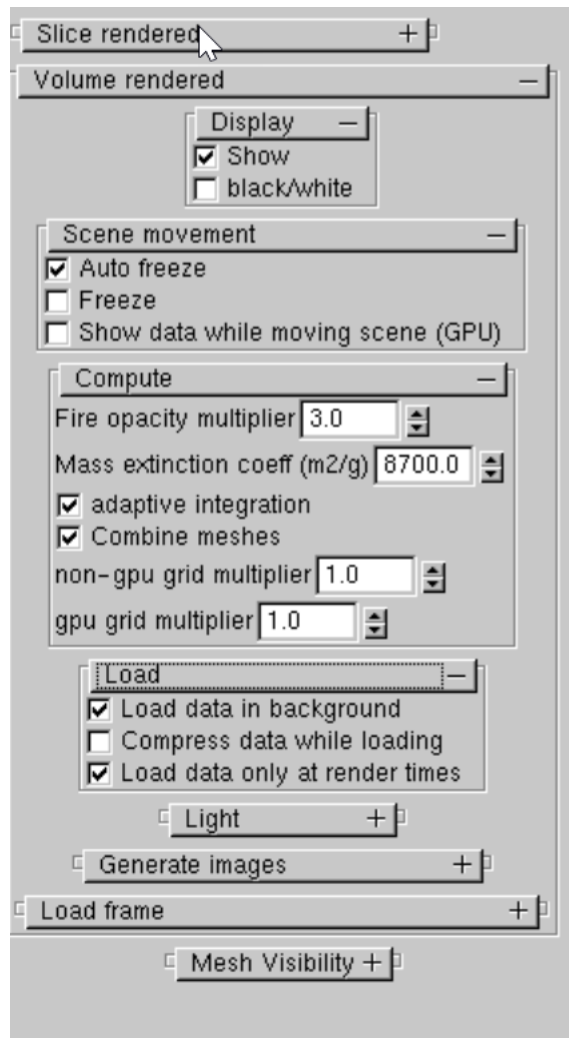 Slice rendered +
Volume rendered −
Display −
Show
black/white
Scene movement −
Auto freeze
Freeze
Show data while moving scene (GPU)
Compute −
Fire opacity multiplier 3.0
Mass extinction coeff (m2/g) 8700.0
adaptive integration
Combine meshes
non-gpu grid multiplier 1.0
gpu grid multiplier 1.0
Load −
Load data in background
Compress data while loading
Load data only at render times
Light +
Generate images +
Load frame +
Mesh Visibility +